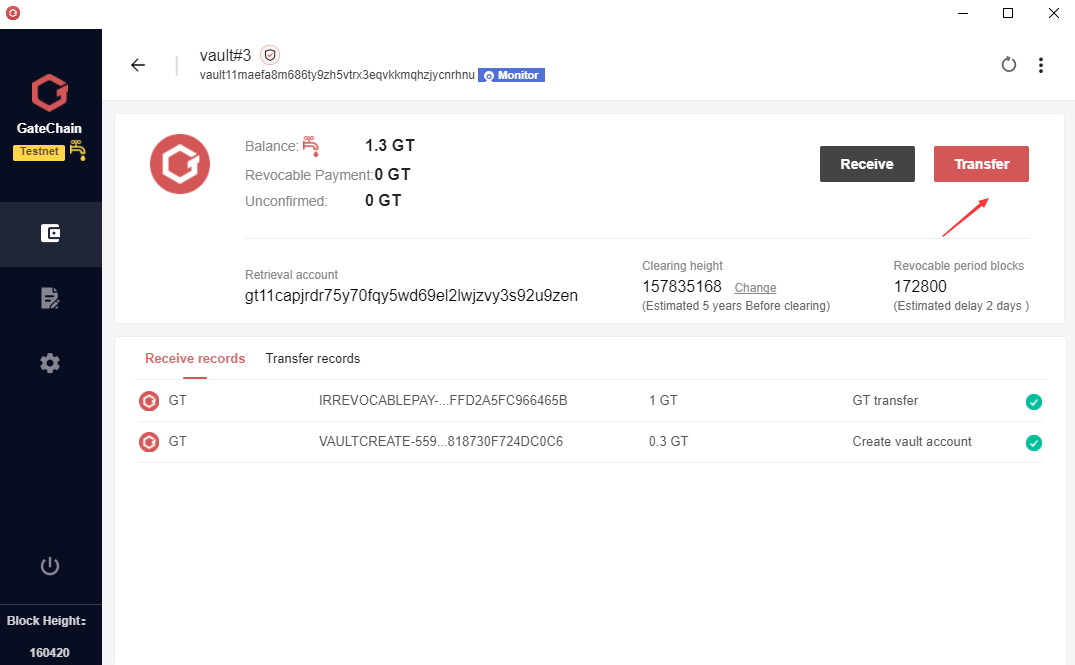 vault#3
vault11maefa8m686ty9zh5vtrx3eqvkkmqhzjycnrhnu Monitor
GateChain
Testnet
Balance: 1.3 GT
Revocable Payment: 0 GT
Unconfirmed: 0 GT
Receive
Transfer
Retrieval account
gt11capjrdr75y70fqy5wd69el2lwjzvy3s92u9zen
Clearing height
157835168 Change
(Estimated 5 years Before clearing)
Revocable period blocks
172800
(Estimated delay 2 days )
Receive records Transfer records
GT IRREVOCABLEPAY-...FFD2A5FC966465B 1 GT GT transfer
GT VAULTCREATE-559...818730F724DC0C6 0.3 GT Create vault account
Block Height:
160420